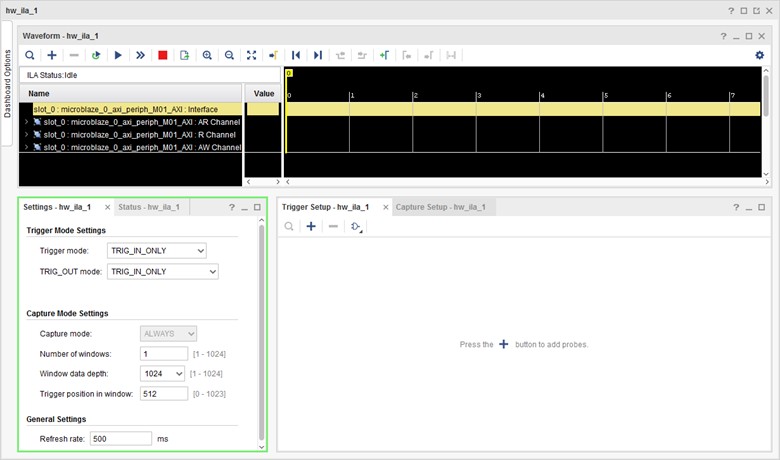 hw_ila_1
Dashboard Options
Waveform - hw_ila_1
ILA Status: Idle
Name Value
0
0 1 2 3 4 5 6 7
slot_0 : microblaze_0_axi_periph_M01_AXI : Interface
slot_0 : microblaze_0_axi_periph_M01_AXI : AR Channel
slot_0 : microblaze_0_axi_periph_M01_AXI : R Channel
slot_0 : microblaze_0_axi_periph_M01_AXI : AW Channel
Settings - hw_ila_1 Status - hw_ila_1
Trigger Mode Settings
Trigger mode: TRIG_IN_ONLY
TRIG_OUT mode: TRIG_IN_ONLY
Capture Mode Settings
Capture mode: ALWAYS
Number of windows: 1 [1 - 1024]
Window data depth: 1024 [1 - 1024]
Trigger position in window: 512 [0 - 1023]
General Settings
Refresh rate: 500 ms
Trigger Setup - hw_ila_1 Capture Setup - hw_ila_1
Press the + button to add probes.